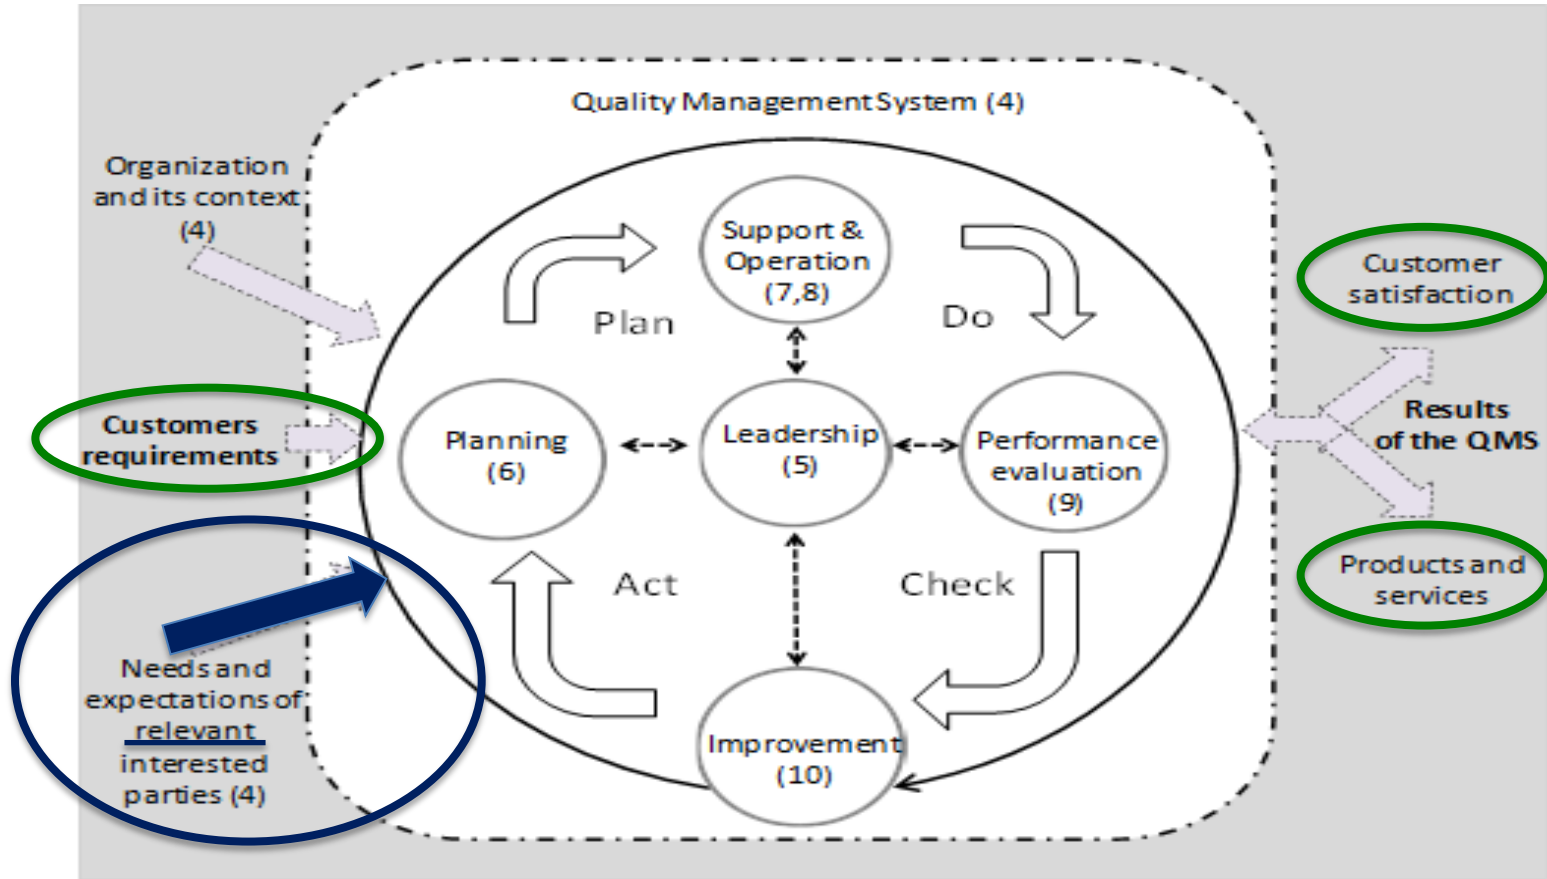 Quality Management System (4)
Organization
and its context
(4)
Support &
Operation
(7,8)
Plan
Do
Customer
satisfaction
Customers
requirements
Planning
(6)
Leadership
(5)
Performance
evaluation
(9)
Results
of the QMS
Act
Check
Products and
services
Needs and
expectations of
relevant
interested
parties (4)
Improvement
(10)